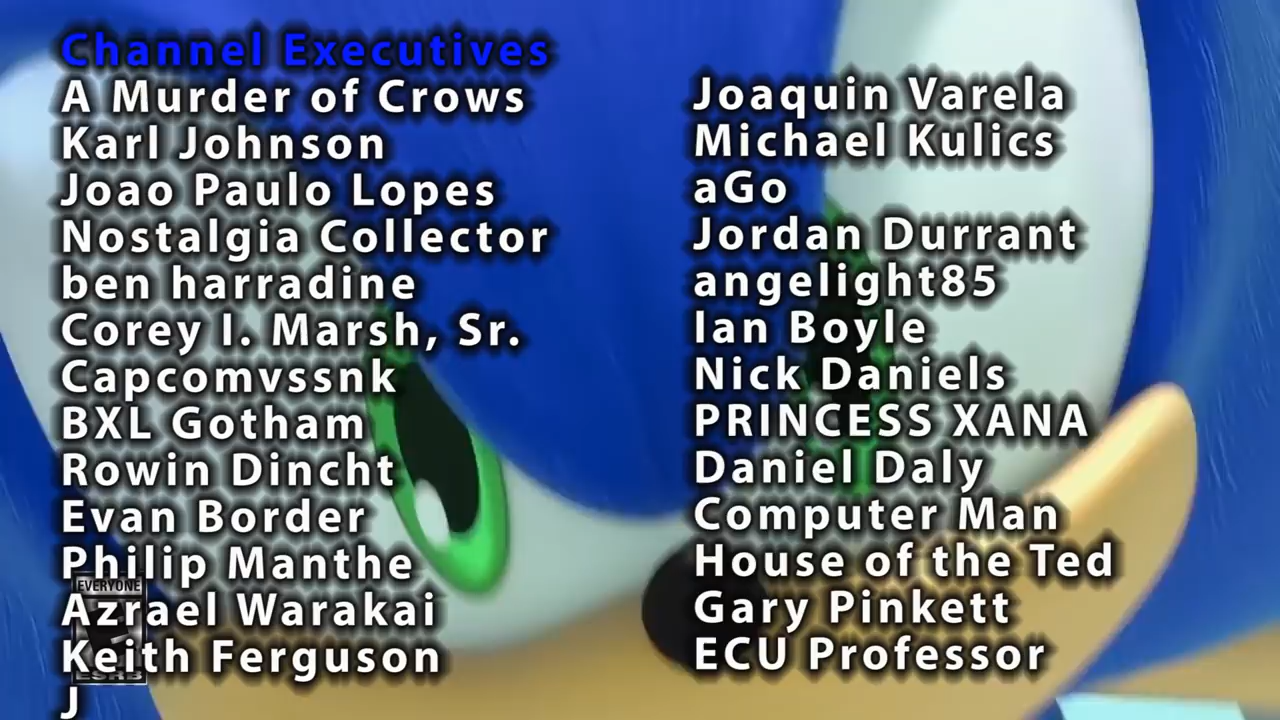 Channel Executives
A Murder of Crows
Karl Johnson
Joao Paulo Lopes
Nostalgia Collector
ben harradine
Corey I. Marsh, Sr.
Capcomvssnk
BXL Gotham
Rowin Dincht
Evan Border
Philip Manthe
Azrael Warakai
Keith Ferguson
J
Joaquin Varela
Michael Kulics
aGo
Jordan Durrant
angelight85
Ian Boyle
Nick Daniels
PRINCESS XANA
Daniel Daly
Computer Man
House of the Ted
Gary Pinkett
ECU Professor
EVERYONE
E
ESRB